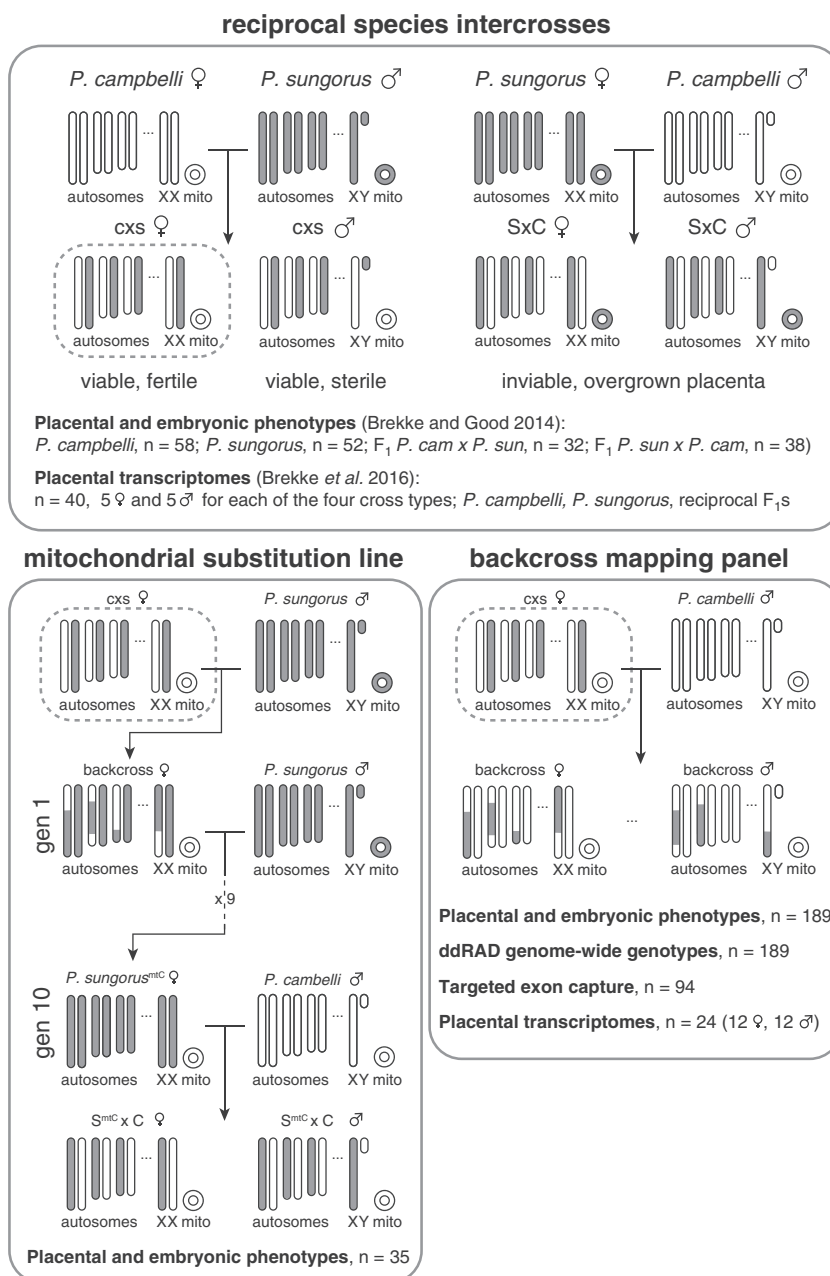 reciprocal species intercrosses
P. campbelli ♀ P. sungorus ♂ P. sungorus ♀ P. campbelli ♂
... ... ... ...
autosomes XX mito autosomes XY mito autosomes XX mito autosomes XY mito
cxs ♀ cxs ♂ SxC ♀ SxC ♂
... ... ... ...
autosomes XX mito autosomes XY mito autosomes XX mito autosomes XY mito
viable, fertile viable, sterile inviable, overgrown placenta
Placental and embryonic phenotypes (Brekke and Good 2014):
P. campbelli, n = 58; P. sungorus, n = 52; F1 P. cam x P. sun, n = 32; F1 P. sun x P. cam, n = 38)
Placental transcriptomes (Brekke et al. 2016):
n = 40, 5 ♀ and 5 ♂ for each of the four cross types; P. campbelli, P. sungorus, reciprocal F1s
mitochondrial substitution line
cxs ♀ P. sungorus ♂
... ...
autosomes XX mito autosomes XY mito
gen 1
backcross ♀ P. sungorus ♂
... ...
autosomes XX mito autosomes XY mito
x 9
gen 10
P. sungorusmtC ♀ P. cambelli ♂
... ...
autosomes XX mito autosomes XY mito
SmtC x C ♀ SmtC x C ♂
... ...
autosomes XX mito autosomes XY mito
Placental and embryonic phenotypes, n = 35
backcross mapping panel
cxs ♀ P. cambelli ♂
... ...
autosomes XX mito autosomes XY mito
backcross ♀ backcross ♂
... ... ...
autosomes XX mito autosomes XY mito
Placental and embryonic phenotypes, n = 189
ddRAD genome-wide genotypes, n = 189
Targeted exon capture, n = 94
Placental transcriptomes, n = 24 (12 ♀, 12 ♂)